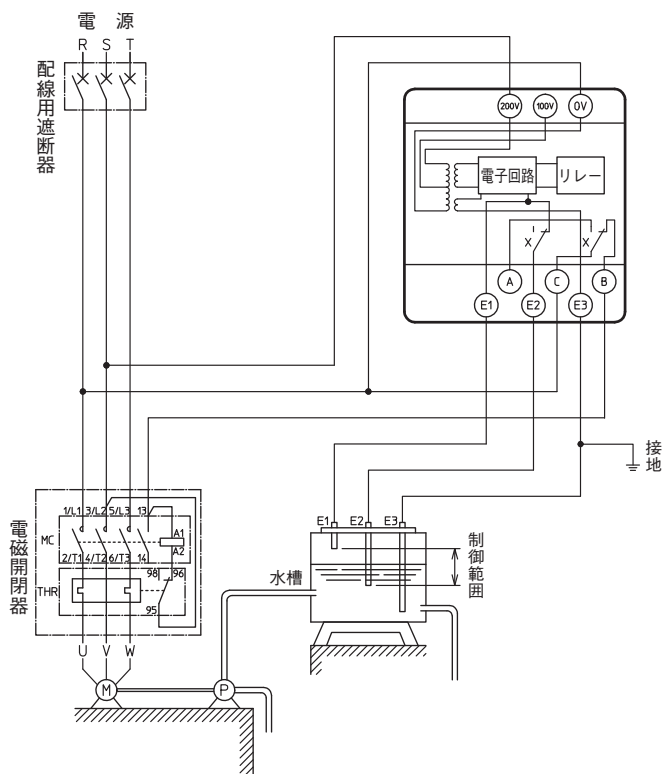 電　源
R S T
配線用遮断器
200V 100V 0V
電子回路 リレー
X X
A C B
E1 E2 E3
接地
電磁開閉器
1/L1 3/L2 5/L3 13
MC A1
A2
2/T1 4/T2 6/T3 14
98 96
THR
95
U V W
M P
E1 E2 E3
水槽
制御範囲